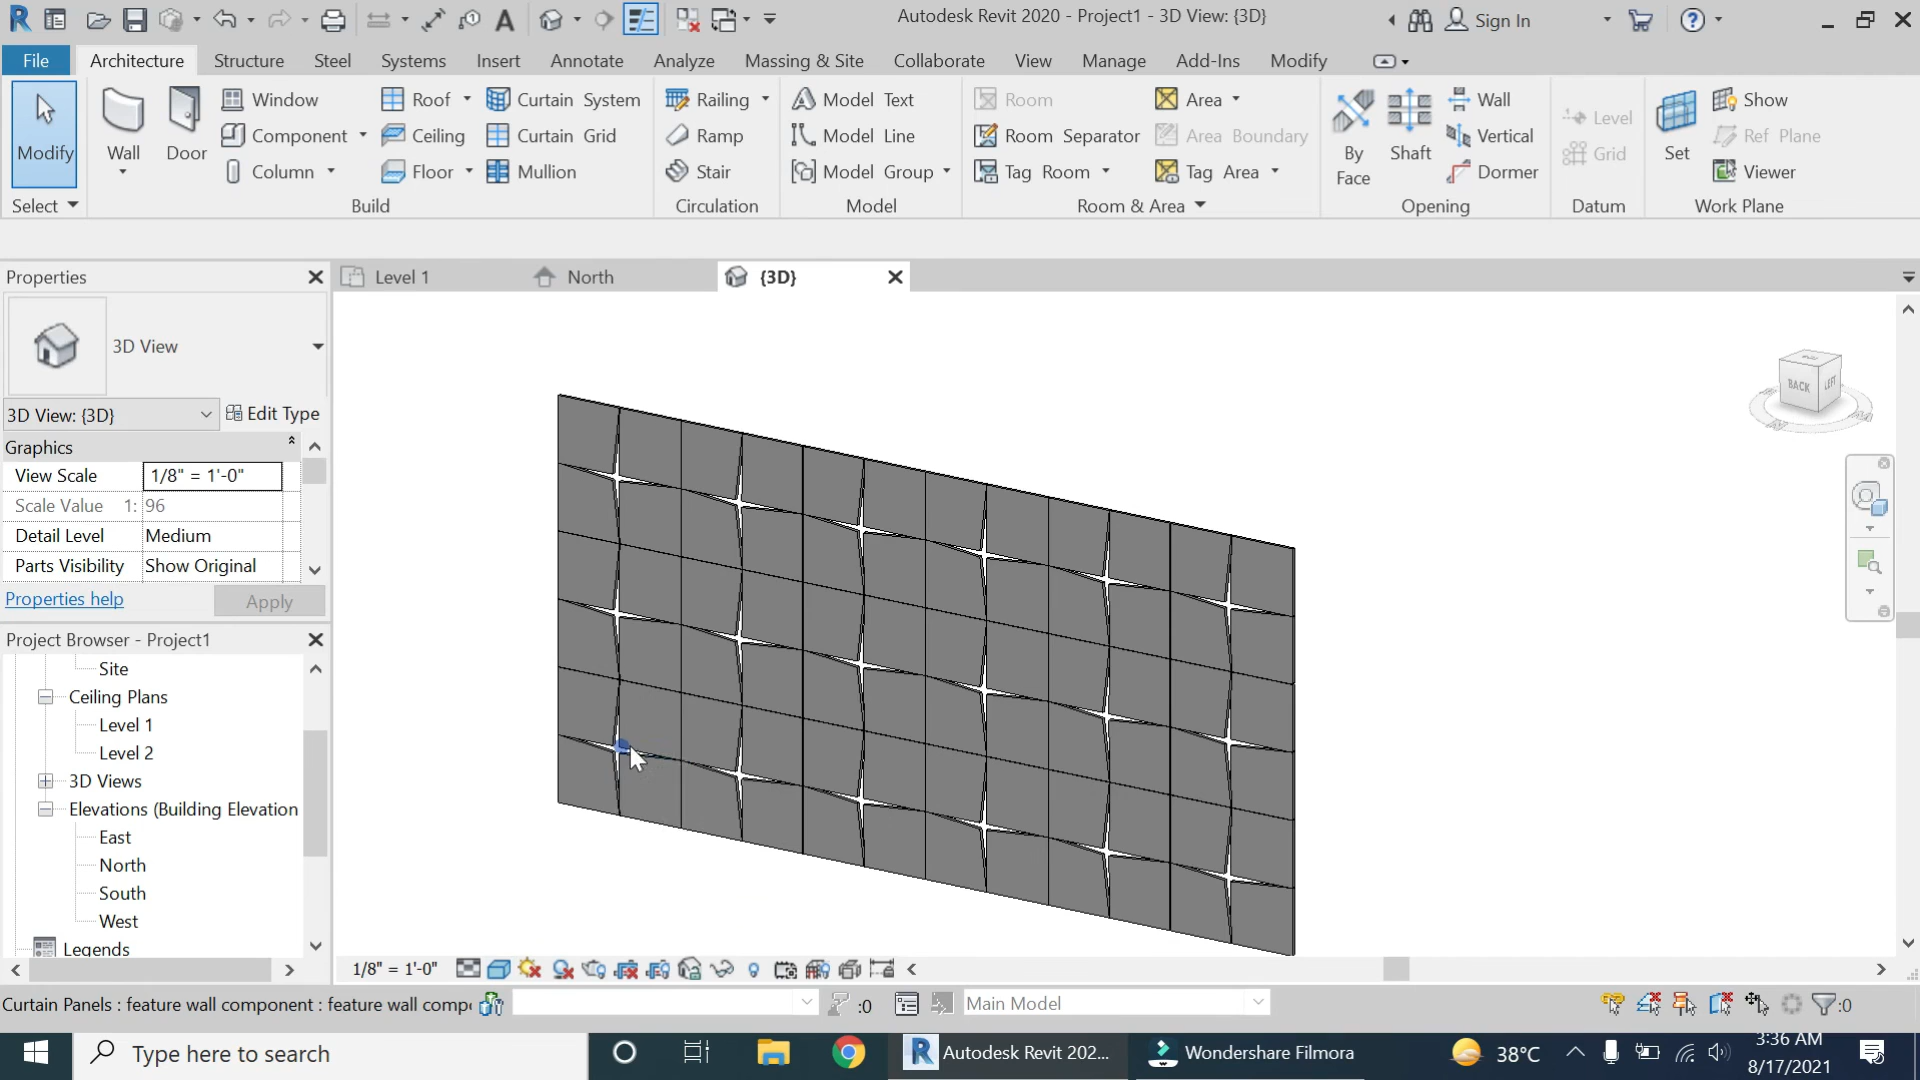 Autodesk Revit 2020 - Project1 - 3D View: {3D}
Sign In
File
Architecture
Structure
Steel
Systems
Insert
Annotate
Analyze
Massing & Site
Collaborate
View
Manage
Add-Ins
Modify
Modify
Wall
Door
Window
Component
Column
Roof
Ceiling
Floor
Curtain System
Curtain Grid
Mullion
Railing
Ramp
Stair
Model Text
Model Line
Model Group
Room
Room Separator
Tag Room
Area
Area Boundary
Tag Area
By
Face
Shaft
Wall
Vertical
Dormer
Level
Grid
Set
Show
Ref Plane
Viewer
Select
Build
Circulation
Model
Room & Area
Opening
Datum
Work Plane
Properties
Level 1
North
{3D}
3D View
3D View: {3D}
Edit Type
Graphics
View Scale
1/8" = 1'-0"
Scale Value 1:
96
Detail Level
Medium
Parts Visibility
Show Original
Properties help
Apply
Project Browser - Project1
Site
Ceiling Plans
Level 1
Level 2
3D Views
Elevations (Building Elevation
East
North
South
West
Legends
BACK
LEFT
1/8" = 1'-0"
Curtain Panels : feature wall component : feature wall compo
:0
Main Model
:0
Type here to search
Autodesk Revit 202...
Wondershare Filmora
38°C
3:36 AM
8/17/2021